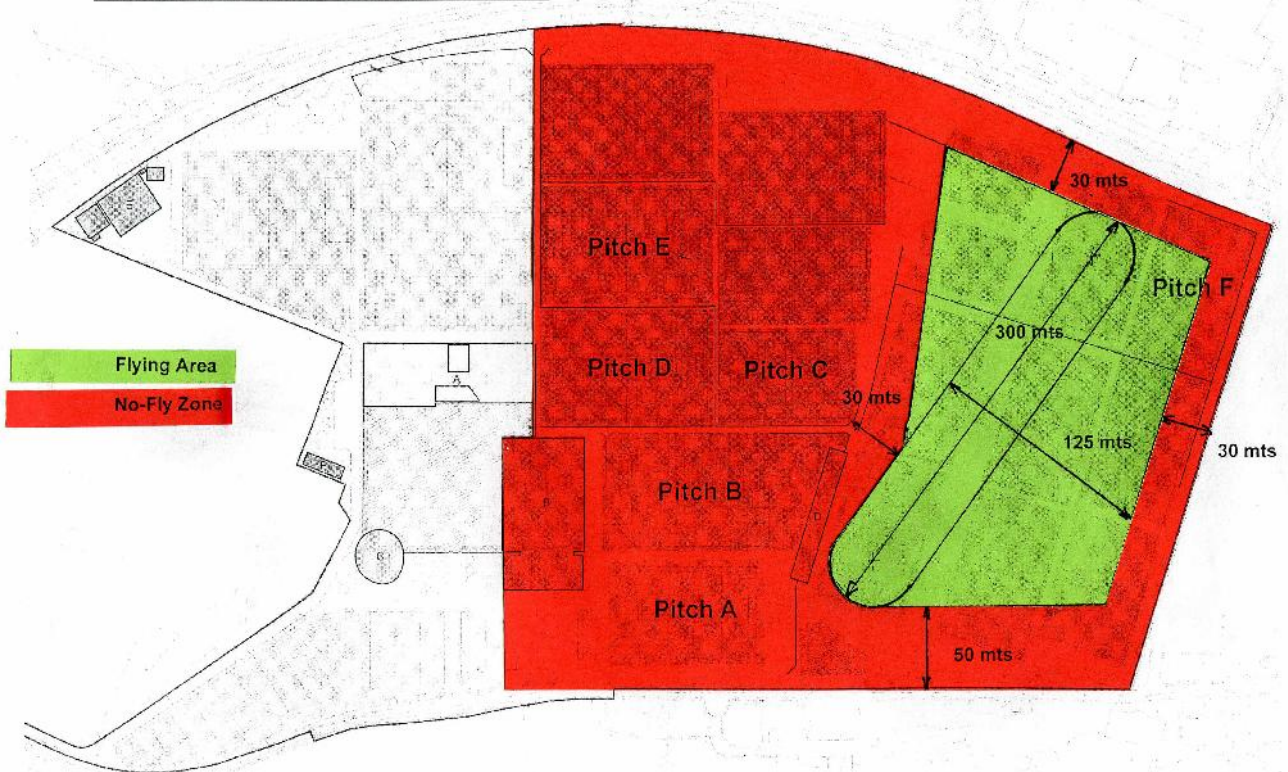 30 mts
Pitch E
Pitch F
300 mts
Flying Area
Pitch D
Pitch C
A
No-Fly Zone
30 mts
125 mts
30 mts
Pitch B
Pitch A
50 mts